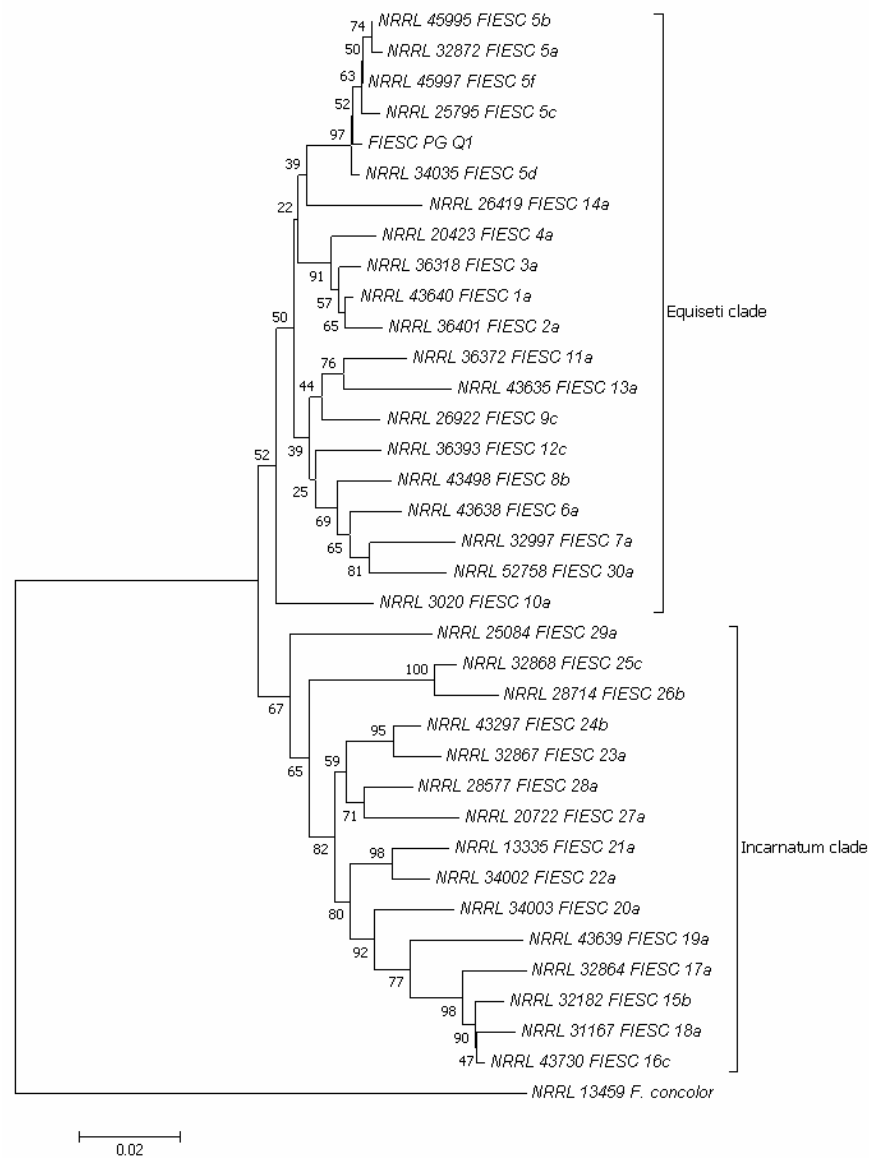 NRRL 45995 FIESC 5b
74
NRRL 32872 FIESC 5a
50
NRRL 45997 FIESC 5f
63
NRRL 25795 FIESC 5c
52
FIESC PG Q1
97
NRRL 34035 FIESC 5d
39
NRRL 26419 FIESC 14a
22
NRRL 20423 FIESC 4a
NRRL 36318 FIESC 3a
91
NRRL 43640 FIESC 1a
57
NRRL 36401 FIESC 2a
65
Equiseti clade
50
NRRL 36372 FIESC 11a
76
NRRL 43635 FIESC 13a
44
NRRL 26922 FIESC 9c
39
NRRL 36393 FIESC 12c
52
NRRL 43498 FIESC 8b
25
NRRL 43638 FIESC 6a
69
NRRL 32997 FIESC 7a
65
NRRL 52758 FIESC 30a
81
NRRL 3020 FIESC 10a
NRRL 25084 FIESC 29a
NRRL 32868 FIESC 25c
100
NRRL 28714 FIESC 26b
67
NRRL 43297 FIESC 24b
95
NRRL 32867 FIESC 23a
59
65
NRRL 28577 FIESC 28a
71
NRRL 20722 FIESC 27a
82
NRRL 13335 FIESC 21a
98
NRRL 34002 FIESC 22a
Incarnatum clade
80
NRRL 34003 FIESC 20a
NRRL 43639 FIESC 19a
92
NRRL 32864 FIESC 17a
77
NRRL 32182 FIESC 15b
98
NRRL 31167 FIESC 18a
90
NRRL 43730 FIESC 16c
47
NRRL 13459 F. concolor
0.02